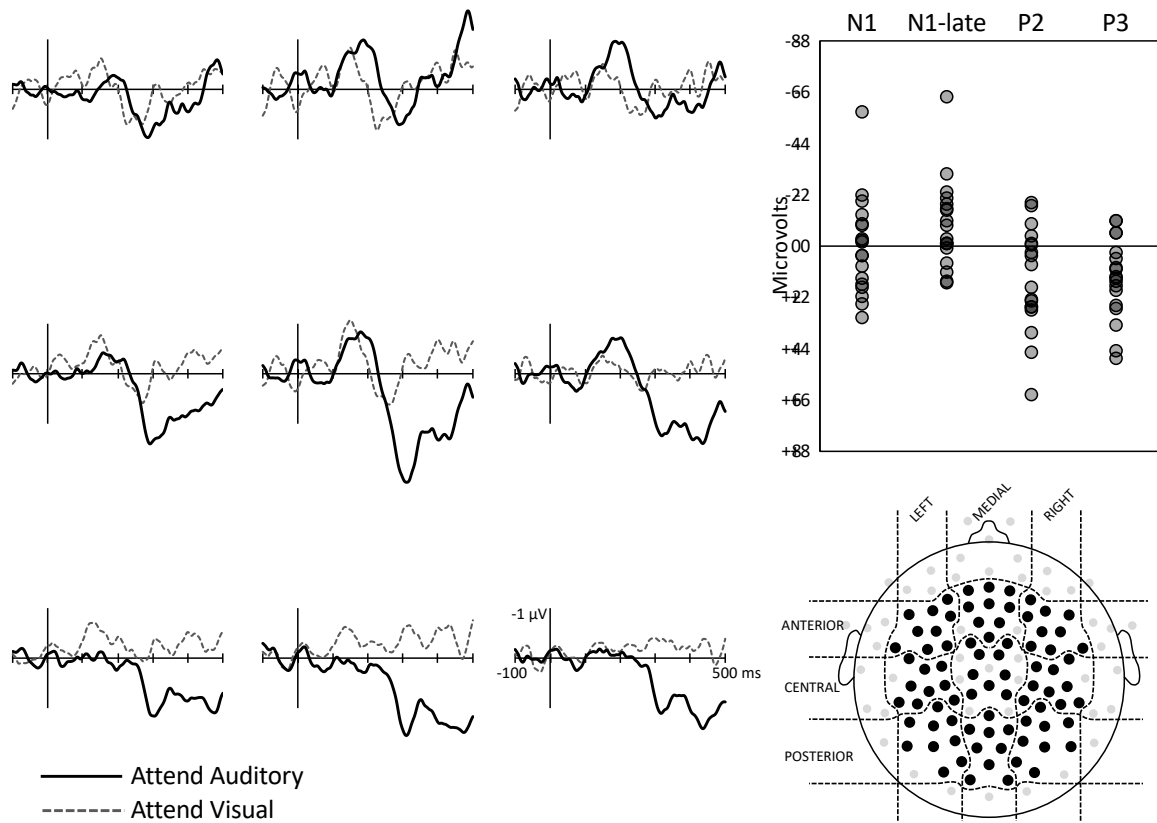 N1 N1-late P2 P3
-88
-66
-44
-22
00
+22
+44
+66
+88
Microvolts
LEFT
MEDIAL
RIGHT
ANTERIOR
CENTRAL
POSTERIOR
-1 µV
-100
500 ms
Attend Auditory
Attend Visual